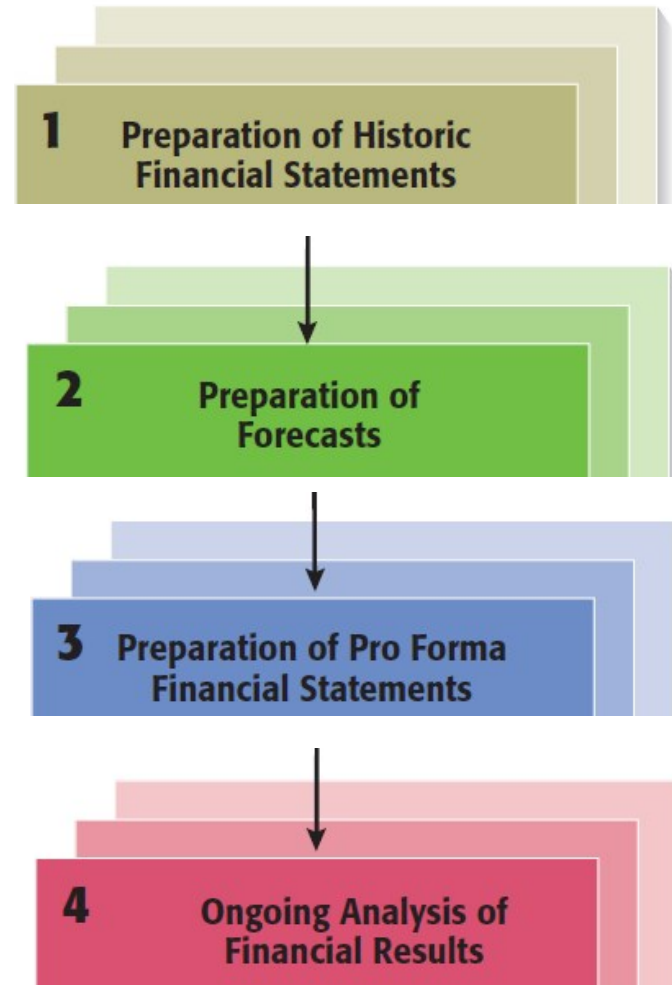 1 Preparation of Historic
Financial Statements
2 Preparation of
Forecasts
3 Preparation of Pro Forma
Financial Statements
4 Ongoing Analysis of
Financial Results